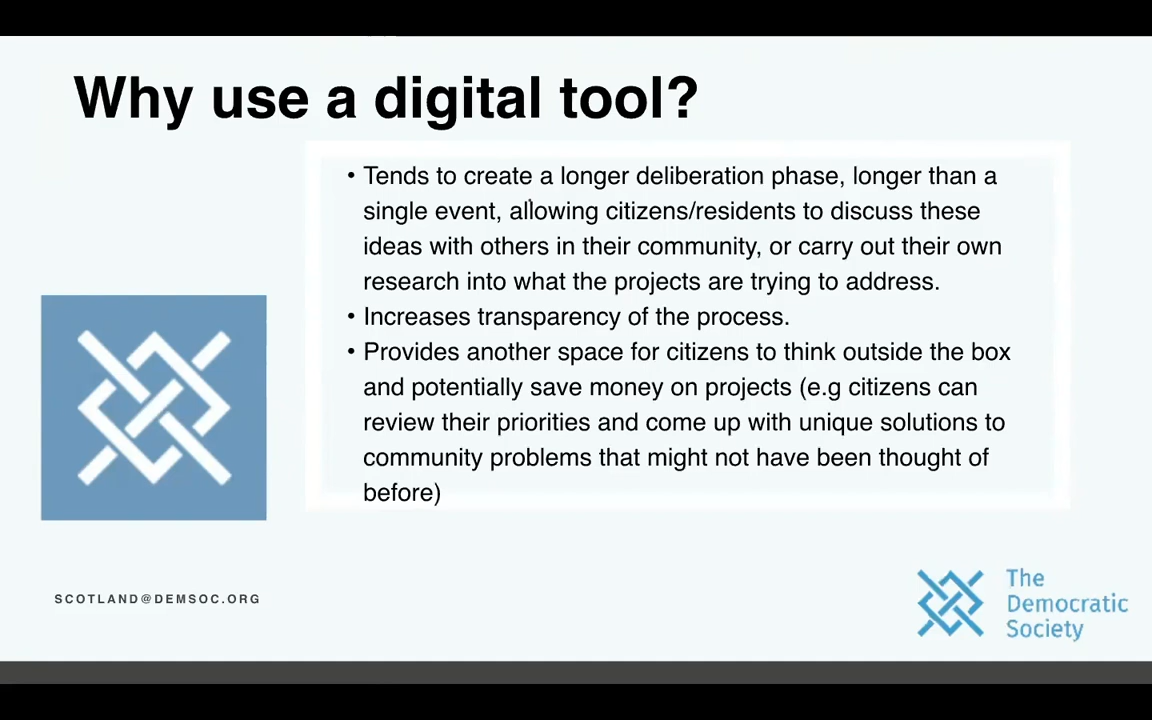 Why use a digital tool?
• Tends to create a longer deliberation phase, longer than a
single event, allowing citizens/residents to discuss these
ideas with others in their community, or carry out their own
research into what the projects are trying to address.
• Increases transparency of the process.
• Provides another space for citizens to think outside the box
and potentially save money on projects (e.g citizens can
review their priorities and come up with unique solutions to
community problems that might not have been thought of
before)
SCOTLAND@DEMSOC.ORG
The
Democratic
Society